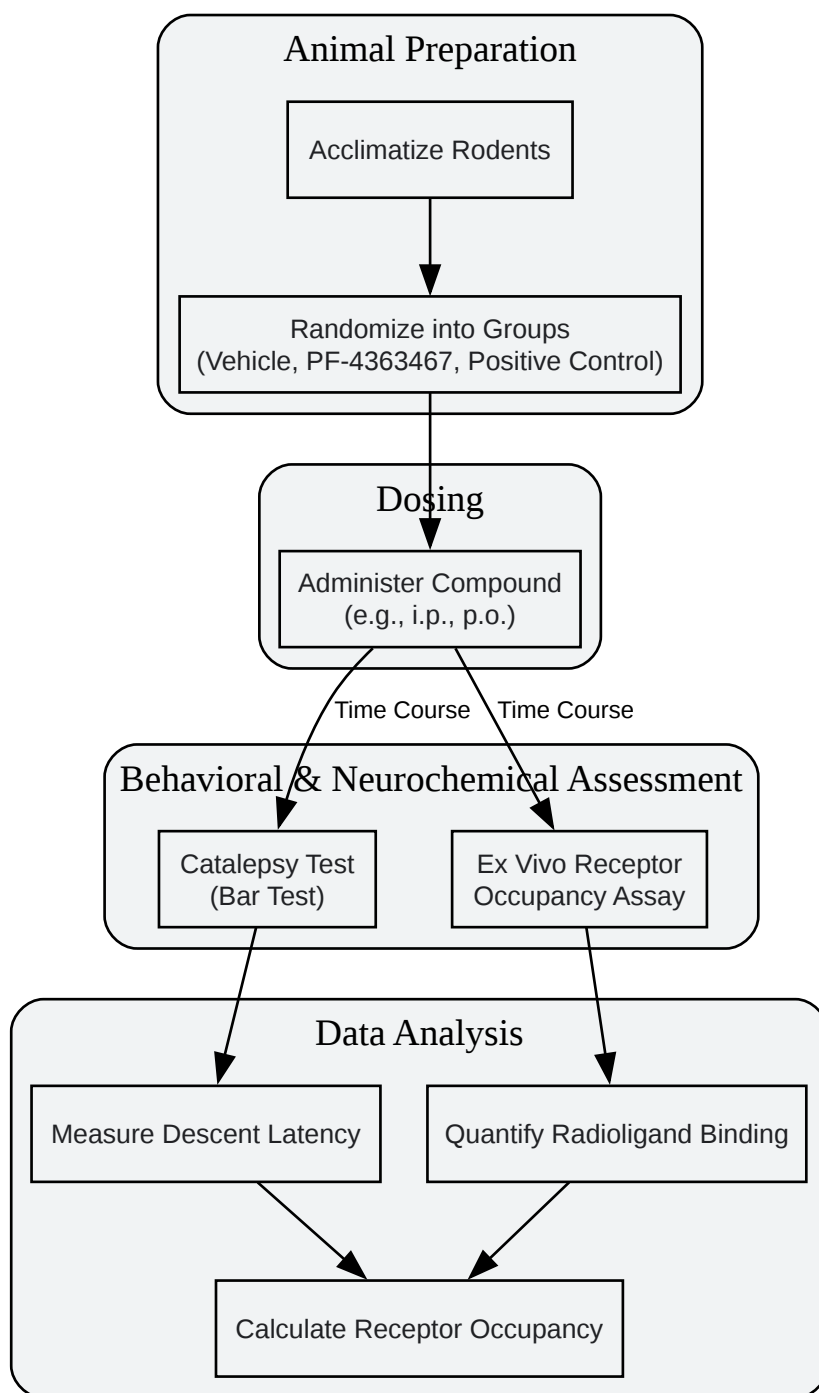 Animal Preparation
Acclimatize Rodents
Randomize into Groups
(Vehicle, PF-4363467, Positive Control)
Dosing
Administer Compound
(e.g., i.p., p.o.)
Time Course
Time Course
Behavioral & Neurochemical Assessment
Catalepsy Test
(Bar Test)
Ex Vivo Receptor
Occupancy Assay
Data Analysis
Measure Descent Latency
Quantify Radioligand Binding
Calculate Receptor Occupancy